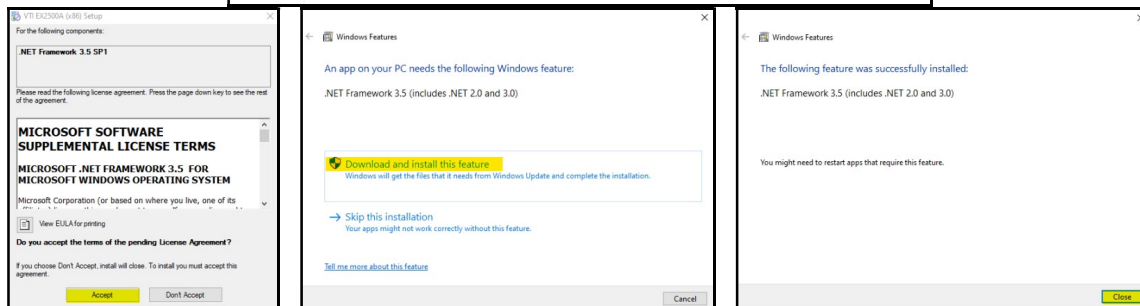 VTI EX2500A (x86) Setup
For the following components:
.NET Framework 3.5 SP1
Please read the following license agreement. Press the page down key to see the rest
of the agreement.
MICROSOFT SOFTWARE
SUPPLEMENTAL LICENSE TERMS
MICROSOFT .NET FRAMEWORK 3.5 FOR
MICROSOFT WINDOWS OPERATING SYSTEM
Microsoft Corporation (or based on where you live, one of its
View EULA for printing
Do you accept the terms of the pending License Agreement?
If you choose Don't Accept, install will close. To install you must accept this
agreement.
Accept
Don't Accept
Windows Features
An app on your PC needs the following Windows feature:
.NET Framework 3.5 (includes .NET 2.0 and 3.0)
Download and install this feature
Windows will get the files that it needs from Windows Update and complete the installation.
Skip this installation
Your apps might not work correctly without this feature.
Tell me more about this feature
Cancel
Windows Features
The following feature was successfully installed:
.NET Framework 3.5 (includes .NET 2.0 and 3.0)
You might need to restart apps that require this feature.
Close